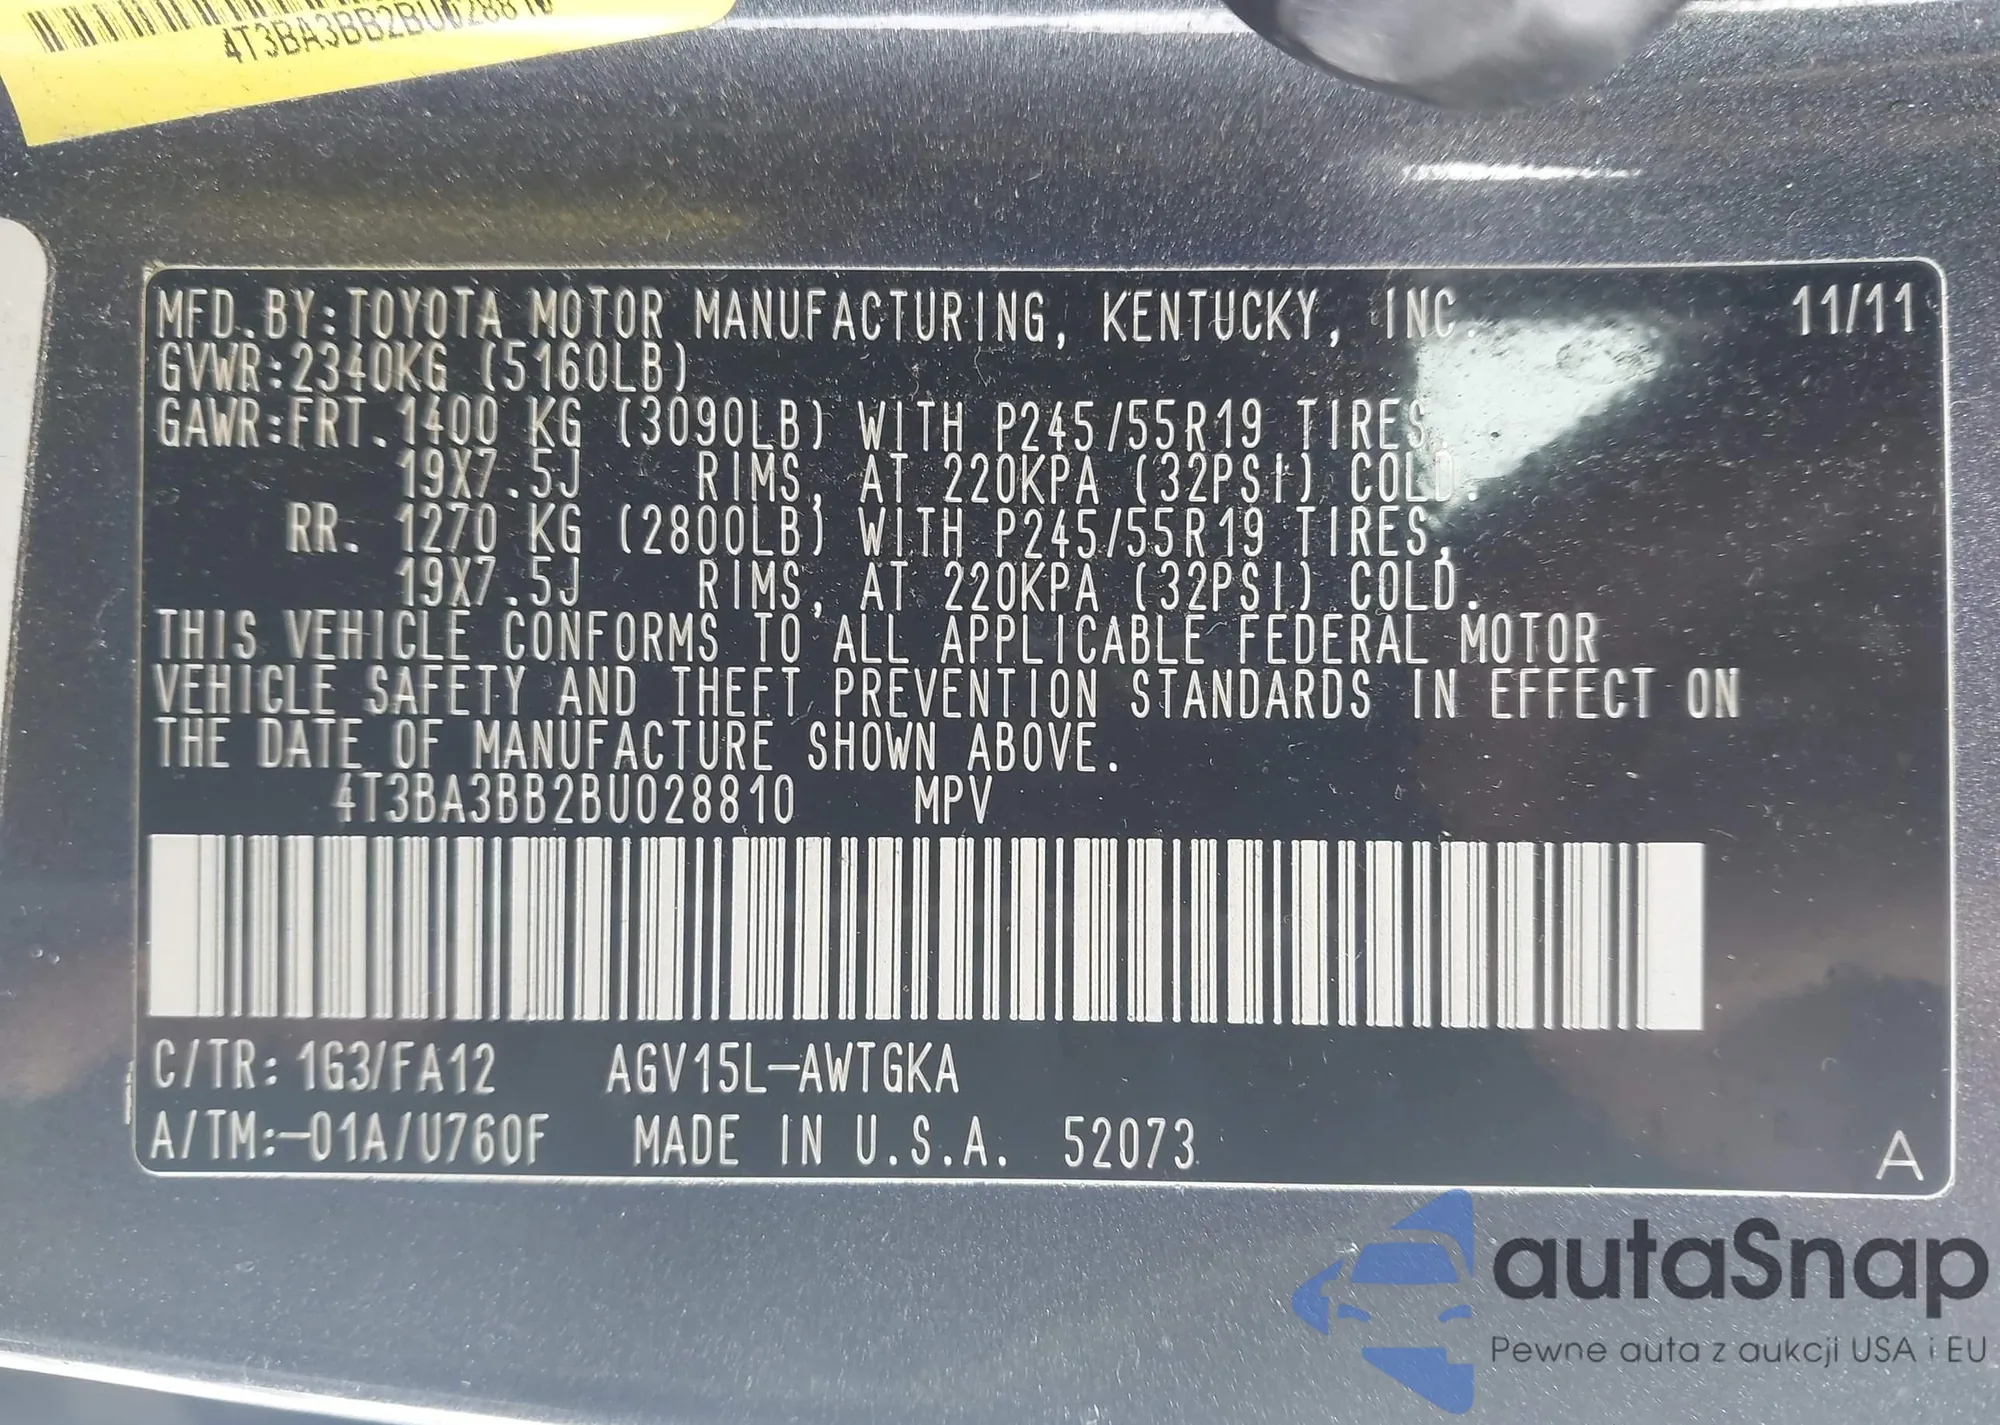 4T3BA3BB2BU028810
MFD.BY:TOYOTA MOTOR MANUFACTURING, KENTUCKY, INC. 11/11
GVWR:2340KG (5160LB)
GAWR:FRT.1400 KG (3090LB) WITH P245/55R19 TIRES,
19X7.5J RIMS, AT 220KPA (32PSI) COLD.
RR. 1270 KG (2800LB) WITH P245/55R19 TIRES,
19X7.5J RIMS, AT 220KPA (32PSI) COLD.
THIS VEHICLE CONFORMS TO ALL APPLICABLE FEDERAL MOTOR
VEHICLE SAFETY AND THEFT PREVENTION STANDARDS IN EFFECT ON
THE DATE OF MANUFACTURE SHOWN ABOVE.
4T3BA3BB2BU028810 MPV
C/TR: 1G3/FA12 AGV15L-AWTGKA
A/TM:-01A/U760F MADE IN U.S.A. 52073
A
autaSnap
Pewne auta z aukcji USA i EU